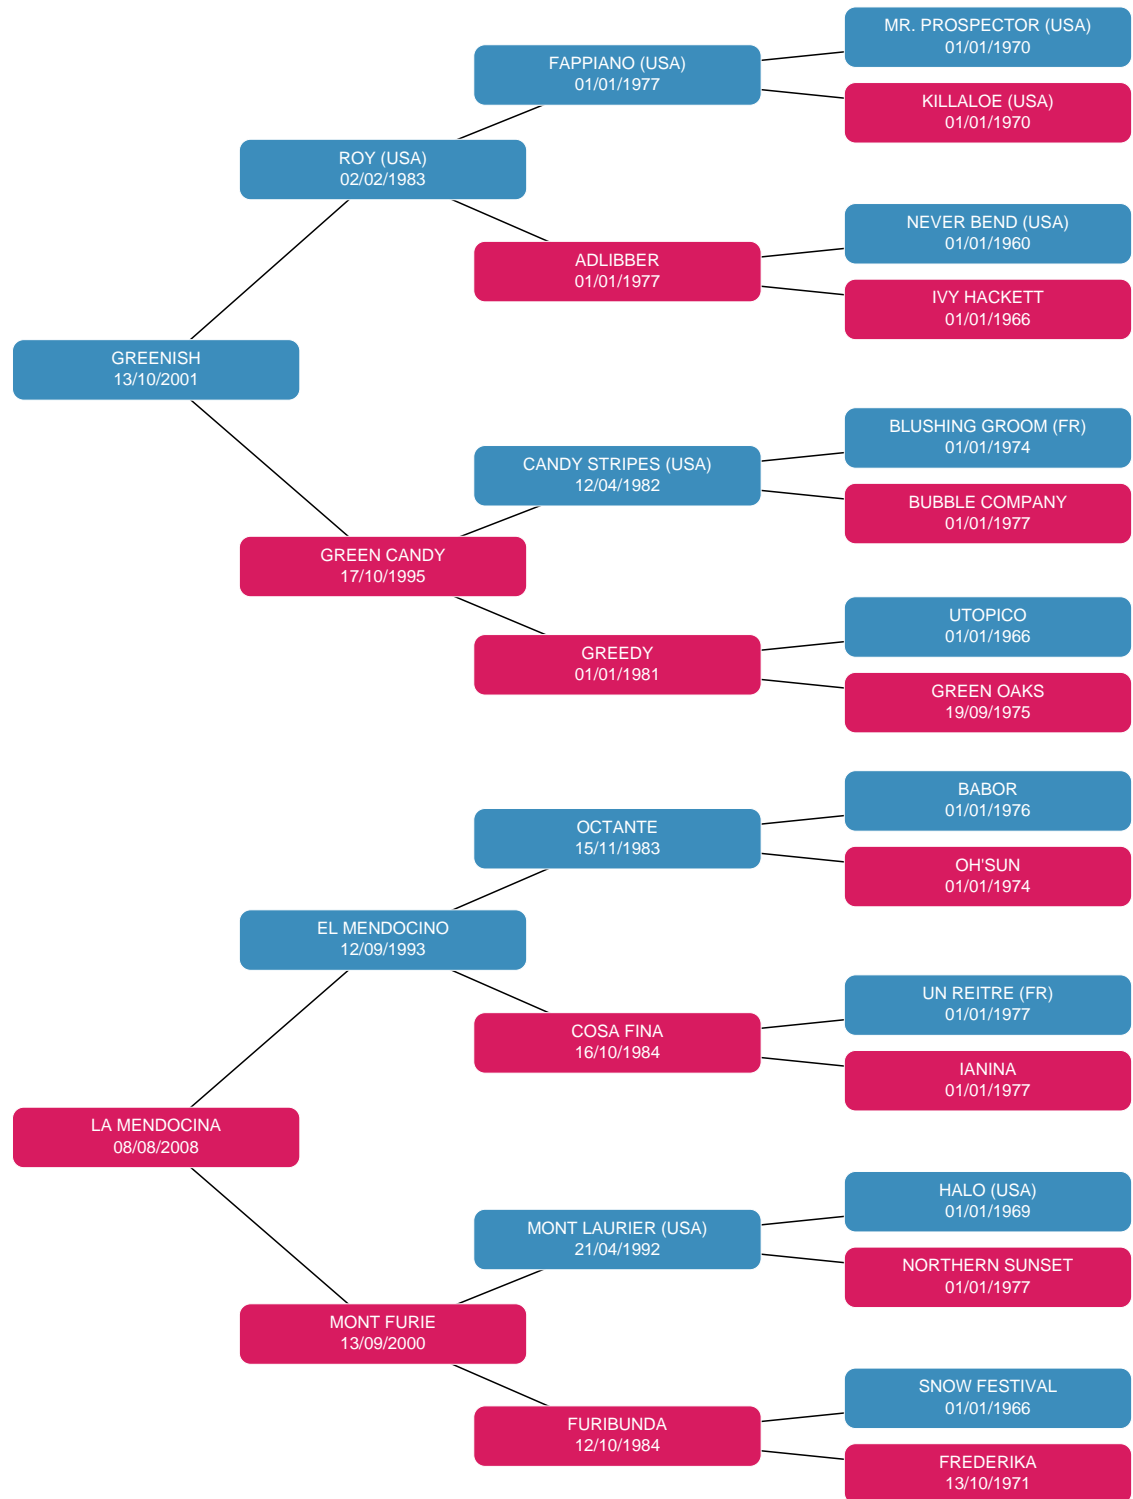 MR. PROSPECTOR (USA)
01/01/1970
FAPPIANO (USA)
01/01/1977
KILLALOE (USA)
01/01/1970
ROY (USA)
02/02/1983
NEVER BEND (USA)
01/01/1960
ADLIBBER
01/01/1977
IVY HACKETT
01/01/1966
GREENISH
13/10/2001
BLUSHING GROOM (FR)
01/01/1974
CANDY STRIPES (USA)
12/04/1982
BUBBLE COMPANY
01/01/1977
GREEN CANDY
17/10/1995
UTOPICO
01/01/1966
GREEDY
01/01/1981
GREEN OAKS
19/09/1975
BABOR
01/01/1976
OCTANTE
15/11/1983
OH'SUN
01/01/1974
EL MENDOCINO
12/09/1993
UN REITRE (FR)
01/01/1977
COSA FINA
16/10/1984
IANINA
01/01/1977
LA MENDOCINA
08/08/2008
HALO (USA)
01/01/1969
MONT LAURIER (USA)
21/04/1992
NORTHERN SUNSET
01/01/1977
MONT FURIE
13/09/2000
SNOW FESTIVAL
01/01/1966
FURIBUNDA
12/10/1984
FREDERIKA
13/10/1971